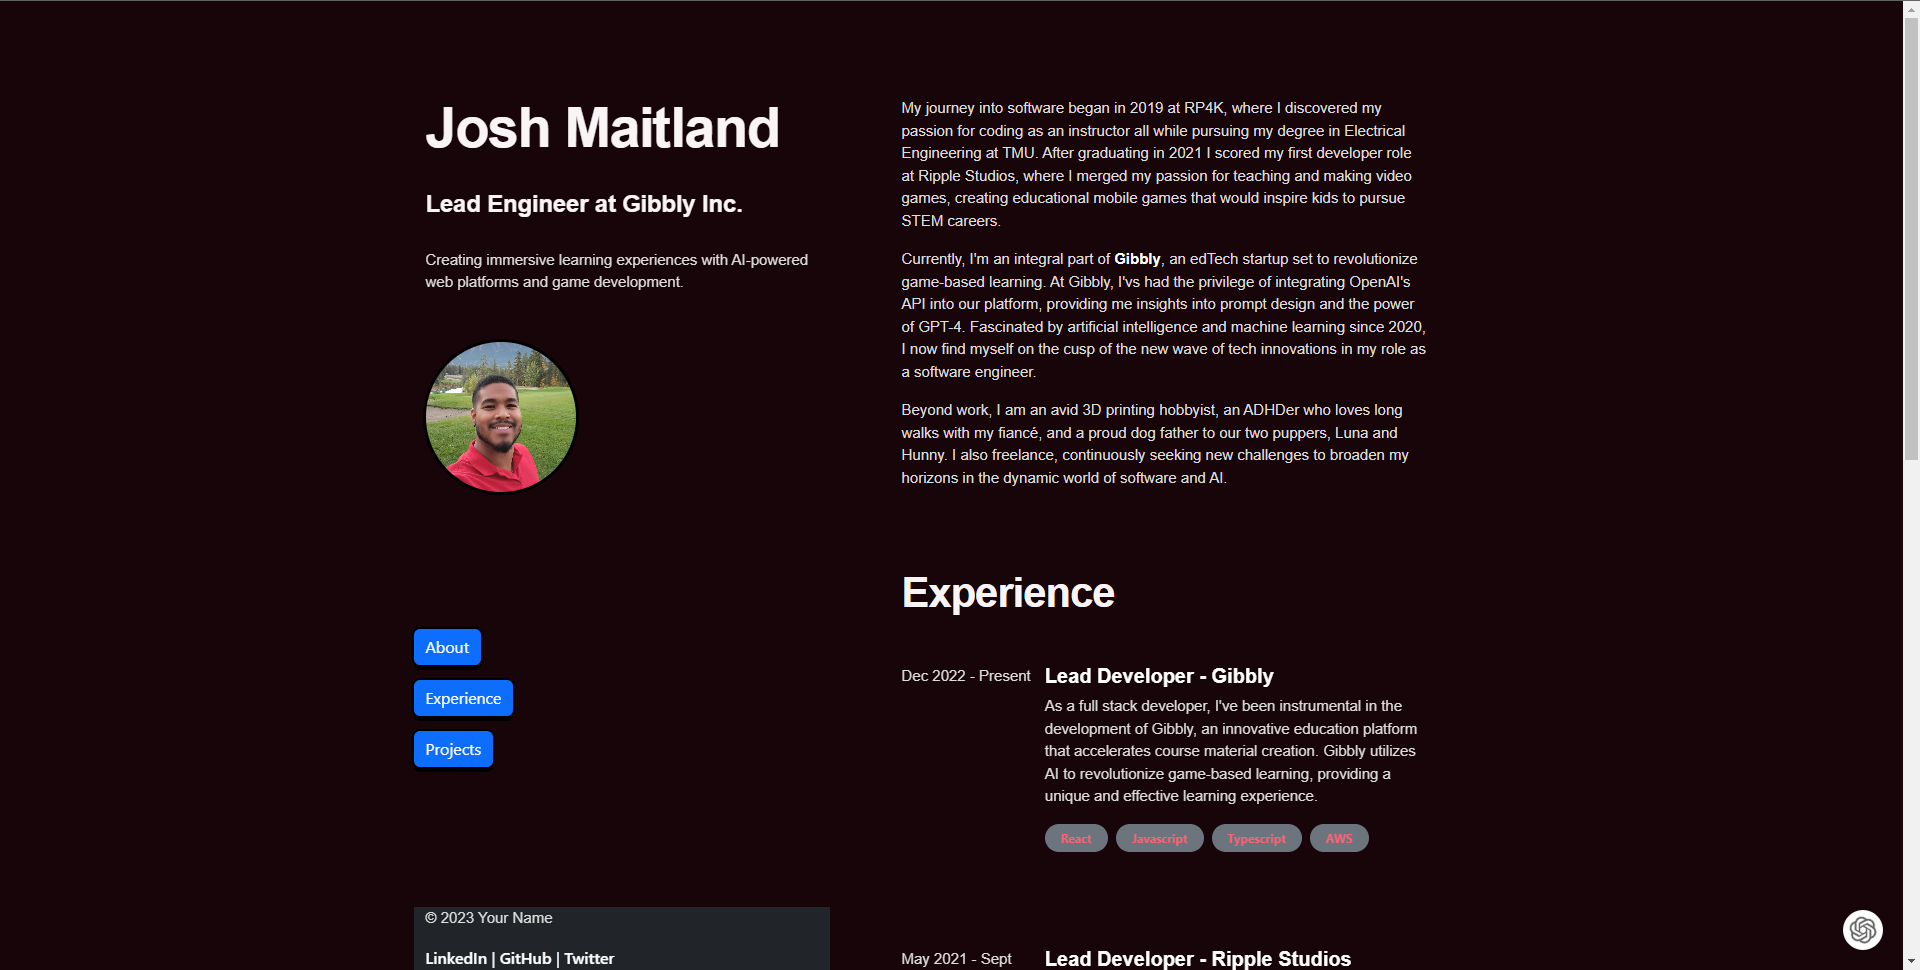 Josh Maitland
Lead Engineer at Gibbly Inc.
Creating immersive learning experiences with AI-powered
web platforms and game development.
About
Experience
Projects
© 2023 Your Name
LinkedIn | GitHub | Twitter
My journey into software began in 2019 at RP4K, where I discovered my
passion for coding as an instructor all while pursuing my degree in Electrical
Engineering at TMU. After graduating in 2021 I scored my first developer role
at Ripple Studios, where I merged my passion for teaching and making video
games, creating educational mobile games that would inspire kids to pursue
STEM careers.
Currently, I'm an integral part of Gibbly, an edTech startup set to revolutionize
game-based learning. At Gibbly, I'vs had the privilege of integrating OpenAI's
API into our platform, providing me insights into prompt design and the power
of GPT-4. Fascinated by artificial intelligence and machine learning since 2020,
I now find myself on the cusp of the new wave of tech innovations in my role as
a software engineer.
Beyond work, I am an avid 3D printing hobbyist, an ADHDer who loves long
walks with my fiancé, and a proud dog father to our two puppers, Luna and
Hunny. I also freelance, continuously seeking new challenges to broaden my
horizons in the dynamic world of software and AI.
Experience
Dec 2022 - Present
Lead Developer - Gibbly
As a full stack developer, I've been instrumental in the
development of Gibbly, an innovative education platform
that accelerates course material creation. Gibbly utilizes
AI to revolutionize game-based learning, providing a
unique and effective learning experience.
React Javascript Typescript AWS
May 2021 - Sept
Lead Developer - Ripple Studios